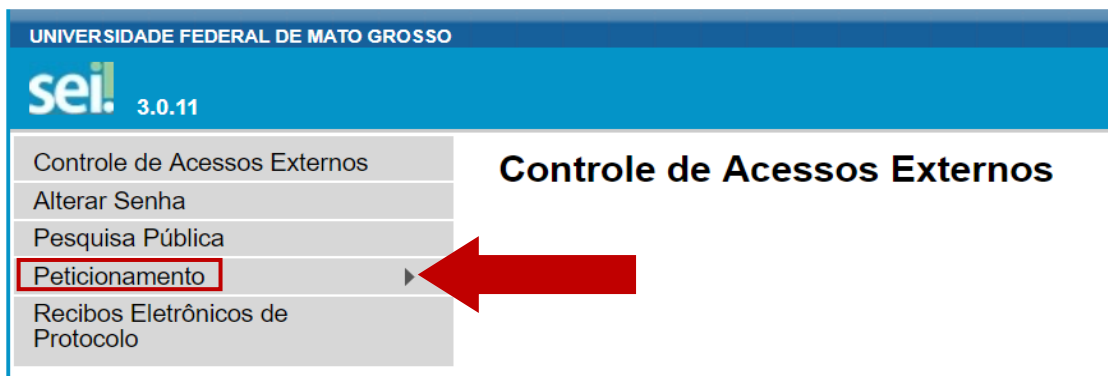 UNIVERSIDADE FEDERAL DE MATO GROSSO
sei! 3.0.11
Controle de Acessos Externos
Alterar Senha
Pesquisa Pública
Peticionamento
Recibos Eletrônicos de
Protocolo
Controle de Acessos Externos